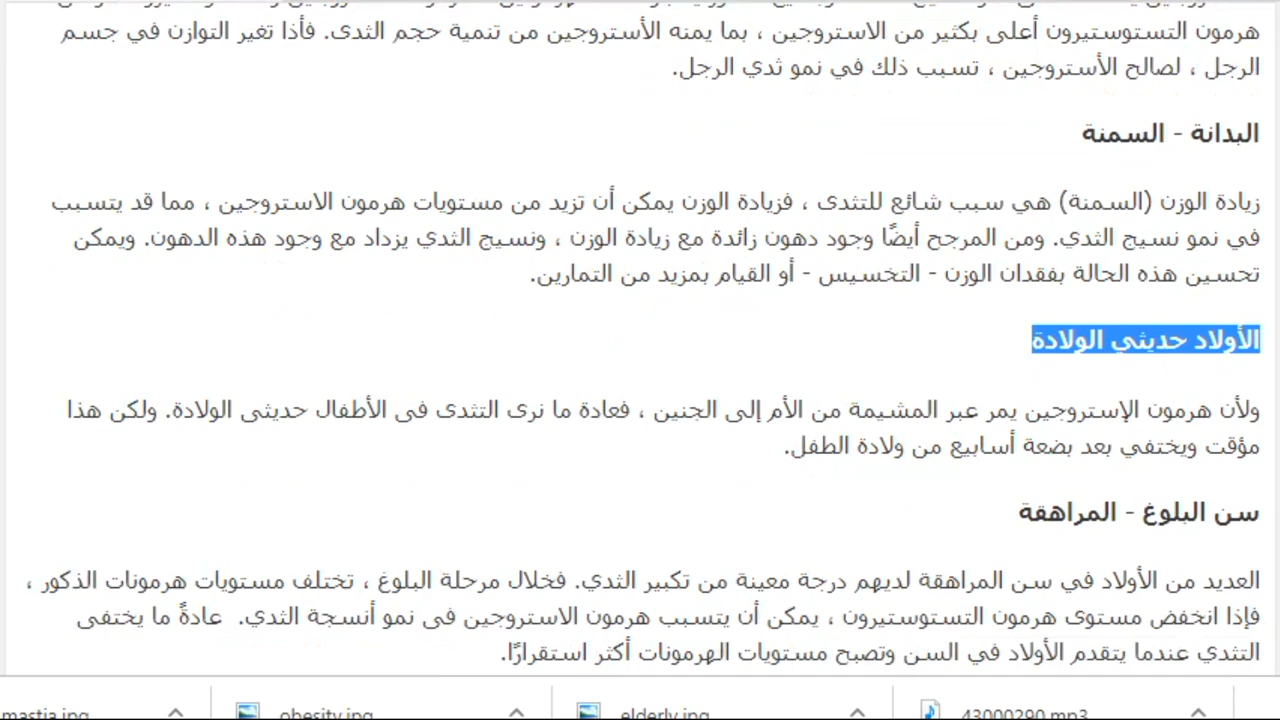 هرمون التستوستيرون أعلى بكثير من الاستروجين ، بما يمنه الأستروجين من تنمية حجم الثدى. فأذا تغير التوازن في جسم
الرجل ، لصالح الأستروجين ، تسبب ذلك في نمو ثدي الرجل.
البدانة - السمنة
زيادة الوزن (السمنة) هي سبب شائع للتثدى ، فزيادة الوزن يمكن أن تزيد من مستويات هرمون الاستروجين ، مما قد يتسبب
في نمو نسيج الثدي. ومن المرجح أيضًا وجود دهون زائدة مع زيادة الوزن ، ونسيج الثدي يزداد مع وجود هذه الدهون. ويمكن
تحسين هذه الحالة بفقدان الوزن - التخسيس - أو القيام بمزيد من التمارين.
الأولاد حديثي الولادة
ولأن هرمون الإستروجين يمر عبر المشيمة من الأم إلى الجنين ، فعادة ما نرى التثدى فى الأطفال حديثى الولادة. ولكن هذا
مؤقت ويختفي بعد بضعة أسابيع من ولادة الطفل.
سن البلوغ - المراهقة
العديد من الأولاد في سن المراهقة لديهم درجة معينة من تكبير الثدي. فخلال مرحلة البلوغ ، تختلف مستويات هرمونات الذكور ،
فإذا انخفض مستوى هرمون التستوستيرون ، يمكن أن يتسبب هرمون الاستروجين فى نمو أنسجة الثدي. عادةً ما يختفى
التثدي عندما يتقدم الأولاد في السن وتصبح مستويات الهرمونات أكثر استقرارًا.
mastia.jpg obesity.jpg elderly.jpg 43000290.mp3